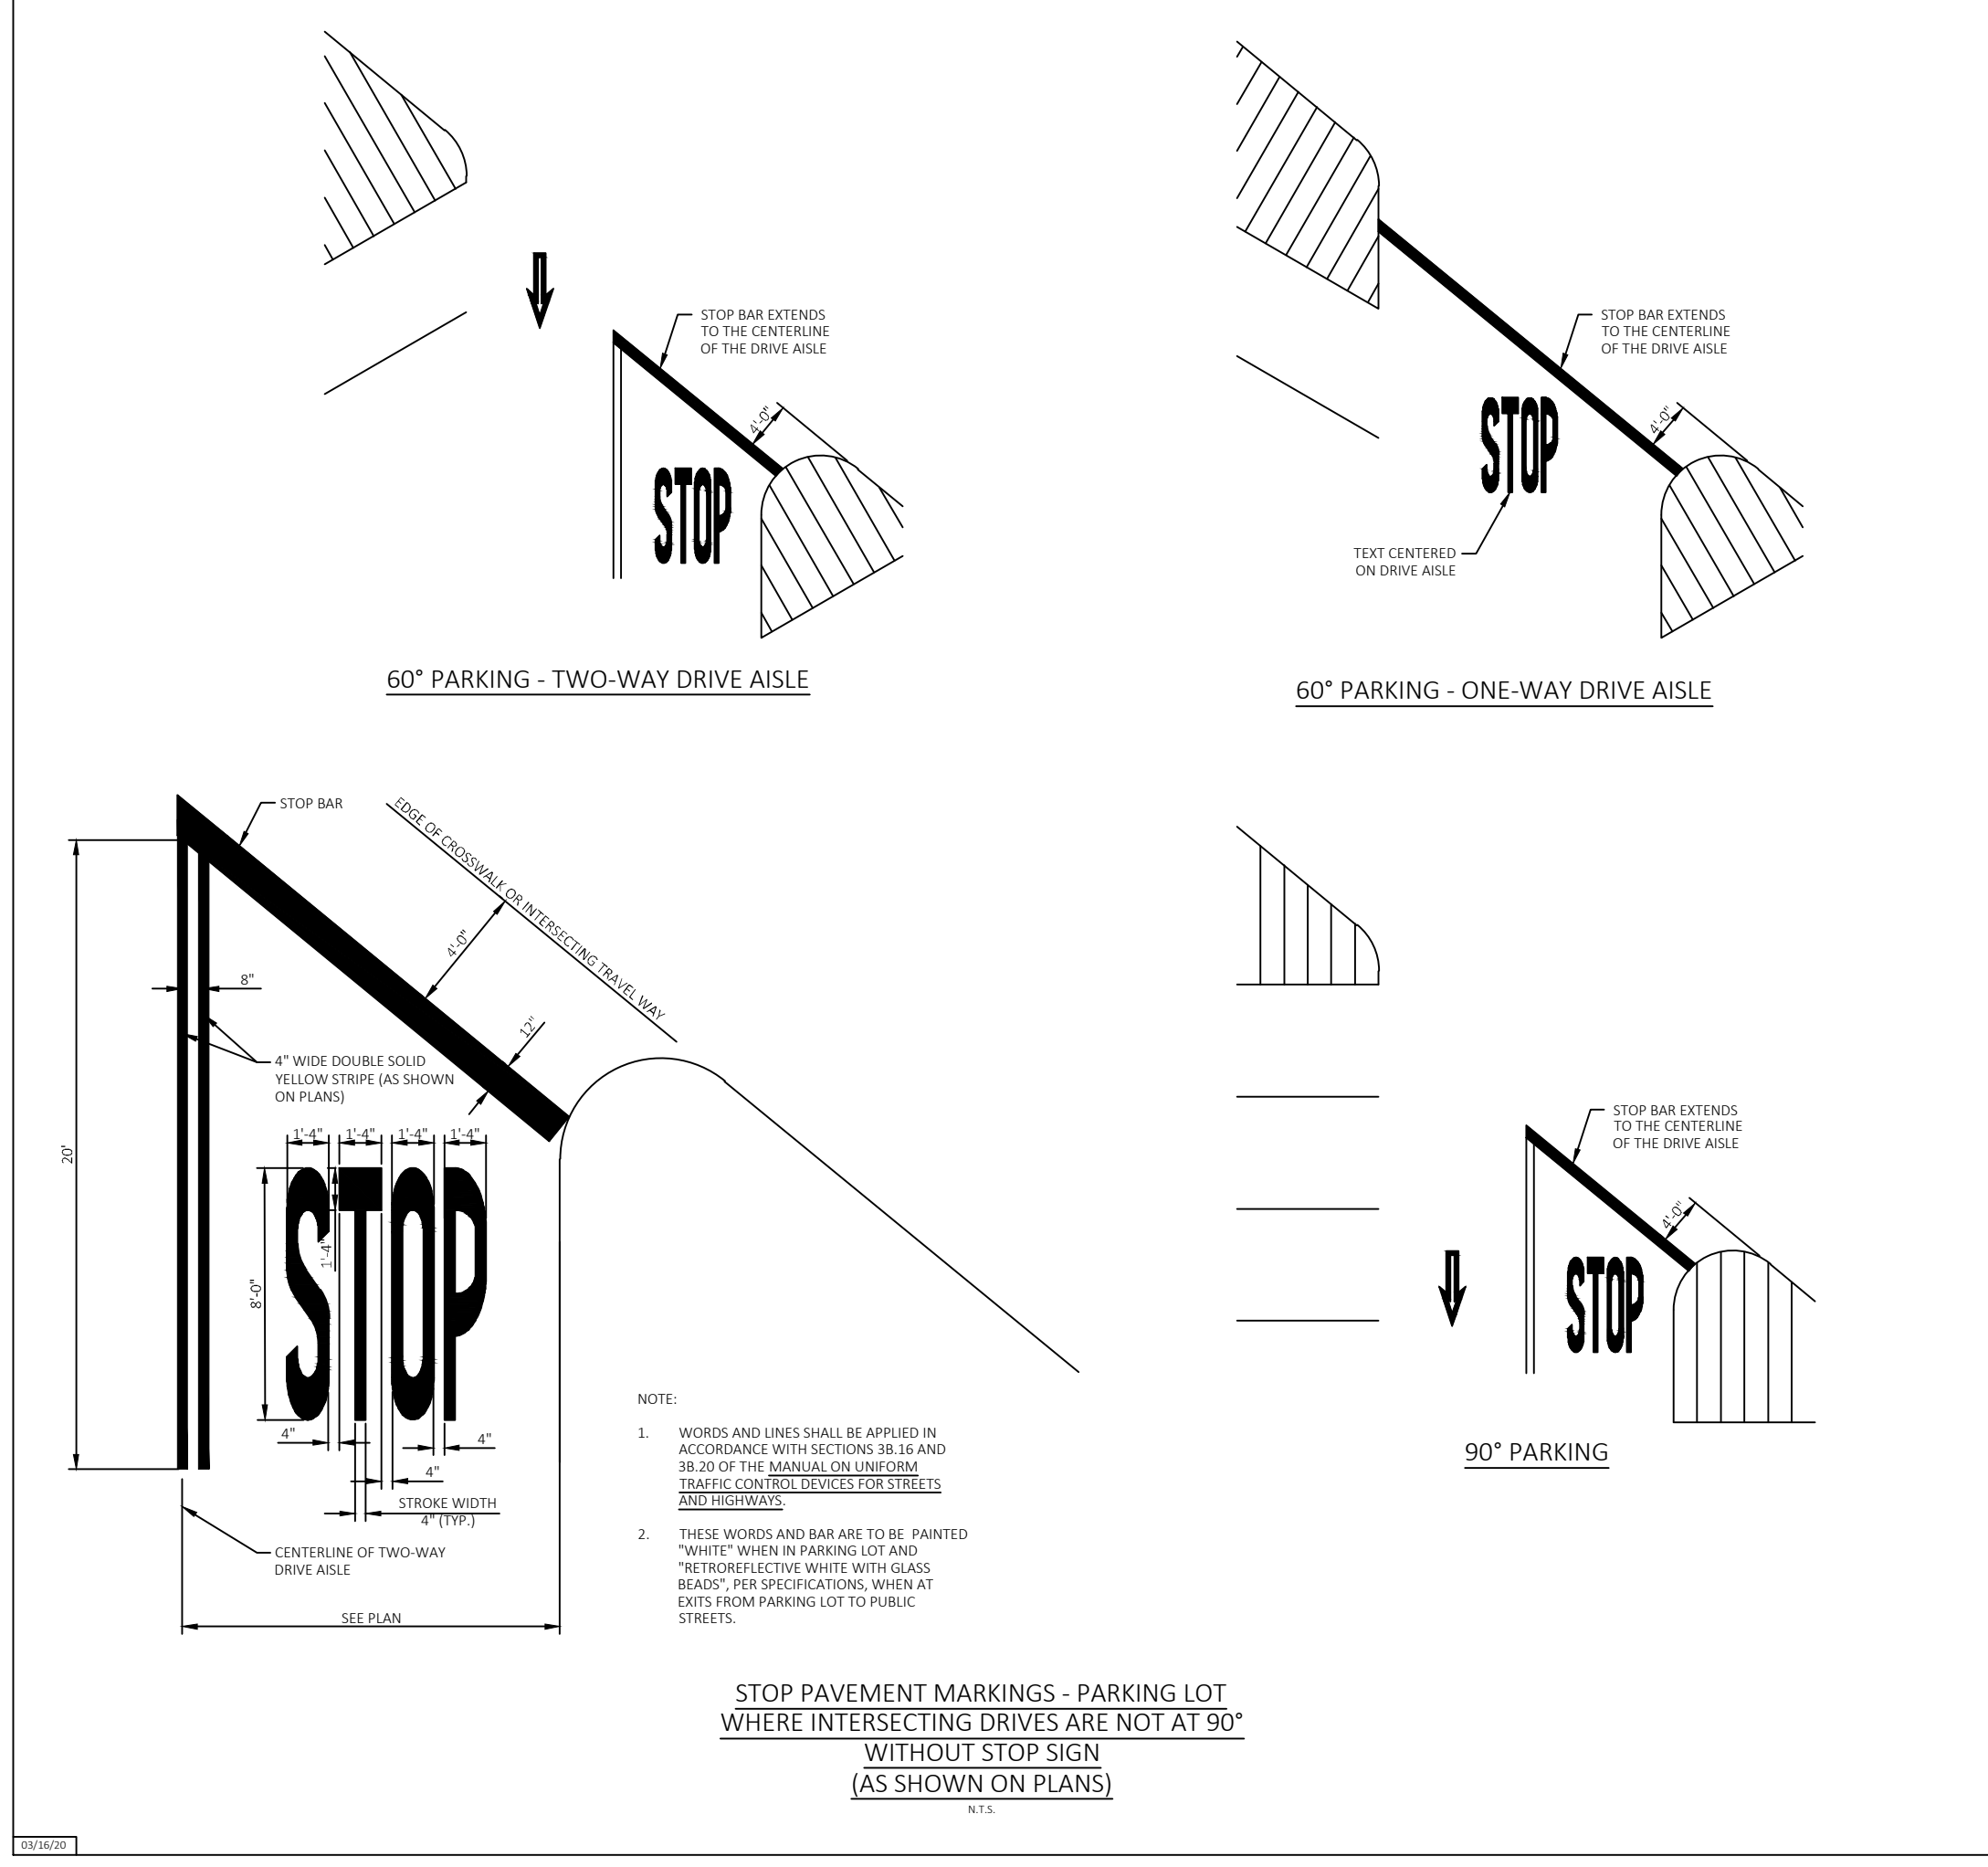 STOP BAR EXTENDS
TO THE CENTERLINE
OF THE DRIVE AISLE
4'-0"
STOP
60° PARKING - TWO-WAY DRIVE AISLE
STOP BAR EXTENDS
TO THE CENTERLINE
OF THE DRIVE AISLE
4'-0"
STOP
TEXT CENTERED
ON DRIVE AISLE
60° PARKING - ONE-WAY DRIVE AISLE
STOP BAR
EDGE OF CROSSWALK OR INTERSECTING TRAVEL WAY
4'-0"
12"
8"
4" WIDE DOUBLE SOLID
YELLOW STRIPE (AS SHOWN
ON PLANS)
20'
1'-4" 1'-4" 1'-4" 1'-4"
1'-4"
8'-0"
STOP
4" 4"
4"
STROKE WIDTH
4" (TYP.)
CENTERLINE OF TWO-WAY
DRIVE AISLE
SEE PLAN
NOTE:
1. WORDS AND LINES SHALL BE APPLIED IN
ACCORDANCE WITH SECTIONS 3B.16 AND
3B.20 OF THE MANUAL ON UNIFORM
TRAFFIC CONTROL DEVICES FOR STREETS
AND HIGHWAYS.
2. THESE WORDS AND BAR ARE TO BE PAINTED
"WHITE" WHEN IN PARKING LOT AND
"RETROREFLECTIVE WHITE WITH GLASS
BEADS", PER SPECIFICATIONS, WHEN AT
EXITS FROM PARKING LOT TO PUBLIC
STREETS.
STOP BAR EXTENDS
TO THE CENTERLINE
OF THE DRIVE AISLE
4'-0"
STOP
90° PARKING
STOP PAVEMENT MARKINGS - PARKING LOT
WHERE INTERSECTING DRIVES ARE NOT AT 90°
WITHOUT STOP SIGN
(AS SHOWN ON PLANS)
N.T.S.
03/16/20